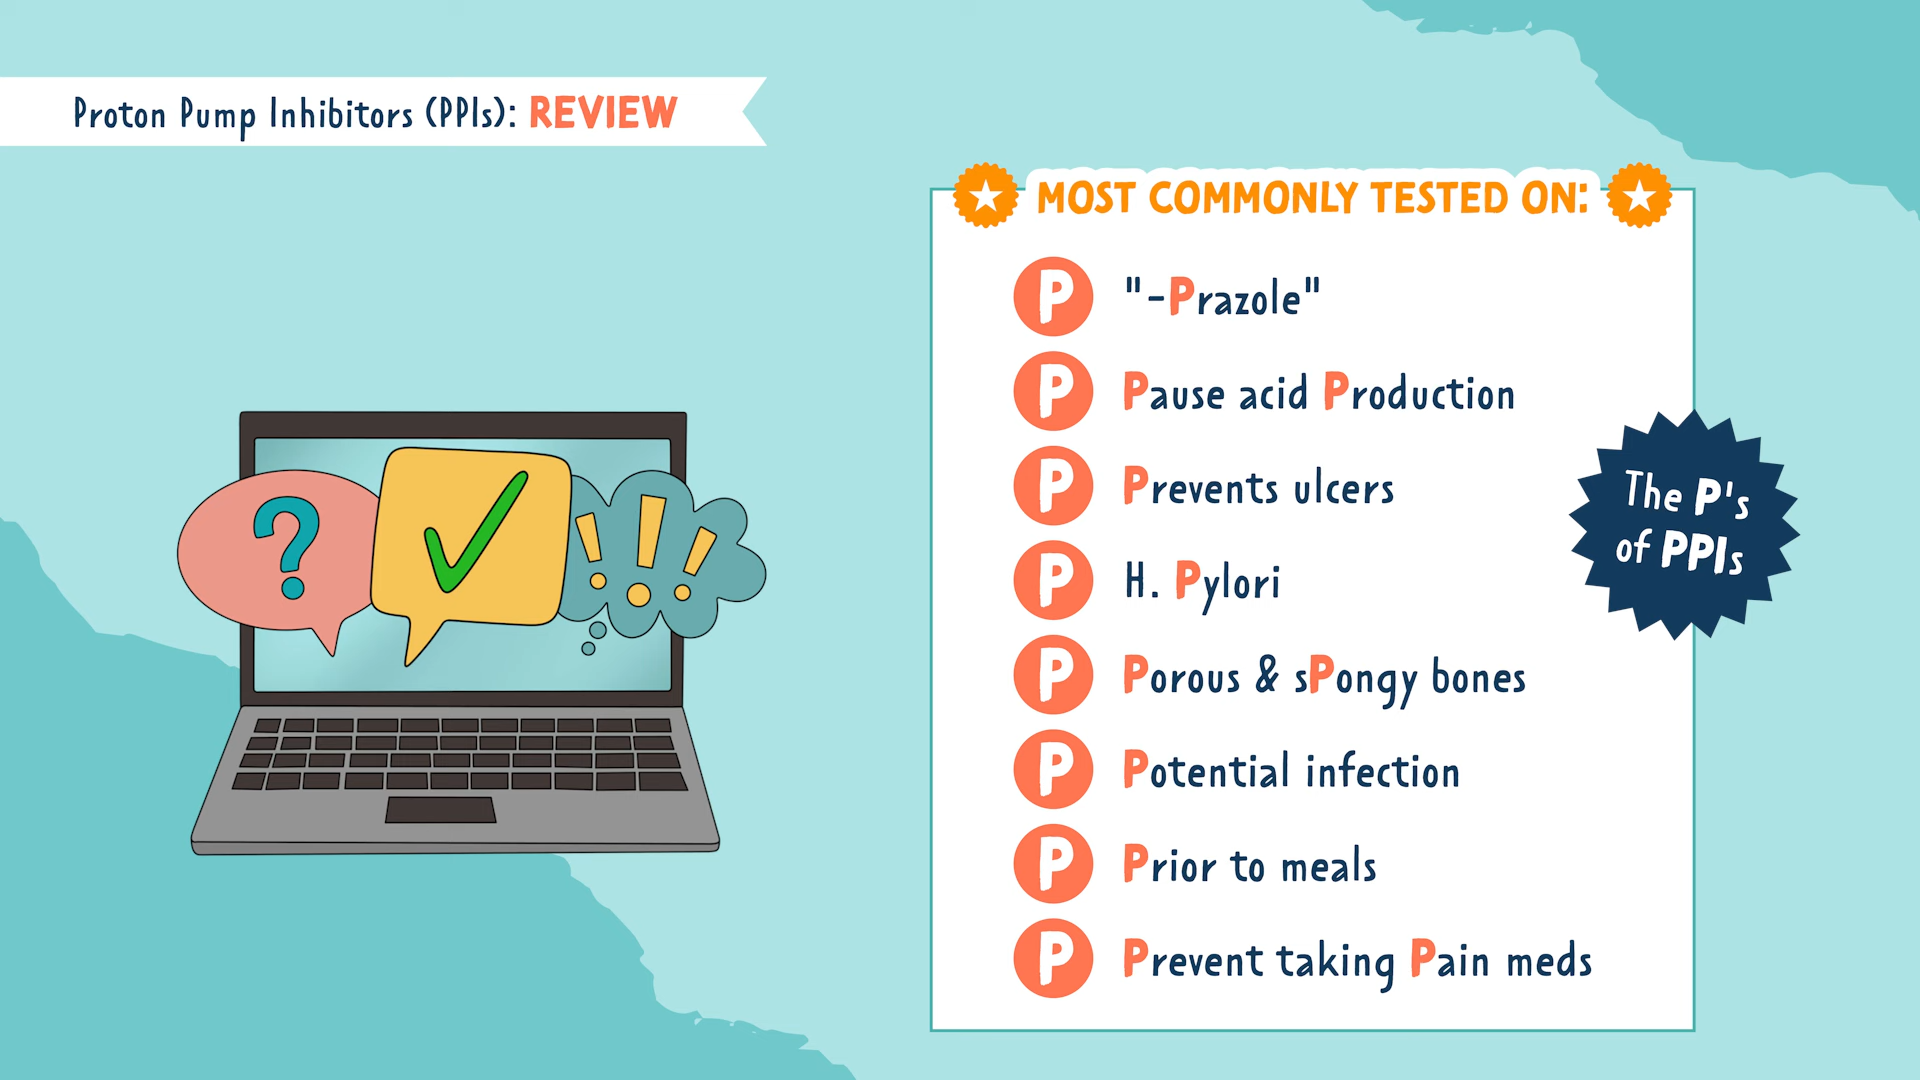 Proton Pump Inhibitors (PPIs): REVIEW
MOST COMMONLY TESTED ON:
P "-Prazole"
P Pause acid Production
P Prevents ulcers
P H. Pylori
P Porous & sPongy bones
P Potential infection
P Prior to meals
P Prevent taking Pain meds
The P's
of PPIs
? ! ! !